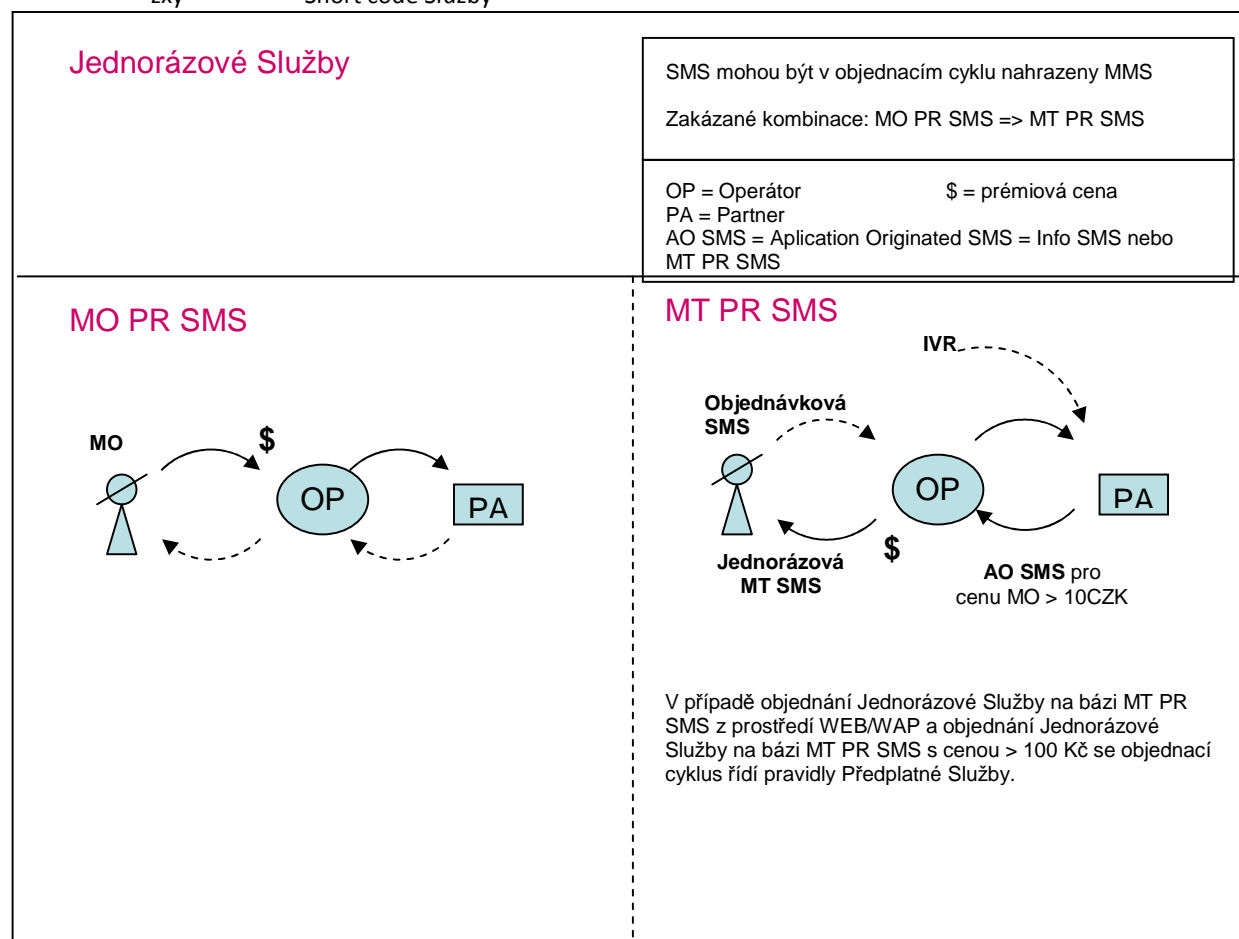 Short code Služby
Jednorázové Služby
SMS mohou být v objednacím cyklu nahrazeny MMS
Zakázané kombinace: MO PR SMS => MT PR SMS
OP = Operátor $ = prémiová cena
PA = Partner
AO SMS = Aplication Originated SMS = Info SMS nebo
MT PR SMS
MO PR SMS
MO
$
OP
PA
MT PR SMS
IVR
Objednávková
SMS
OP
PA
$
Jednorázová
MT SMS
AO SMS pro
cenu MO > 10CZK
V případě objednání Jednorázové Služby na bázi MT PR
SMS z prostředí WEB/WAP a objednání Jednorázové
Služby na bázi MT PR SMS s cenou > 100 Kč se objednací
cyklus řídí pravidly Předplatné Služby.